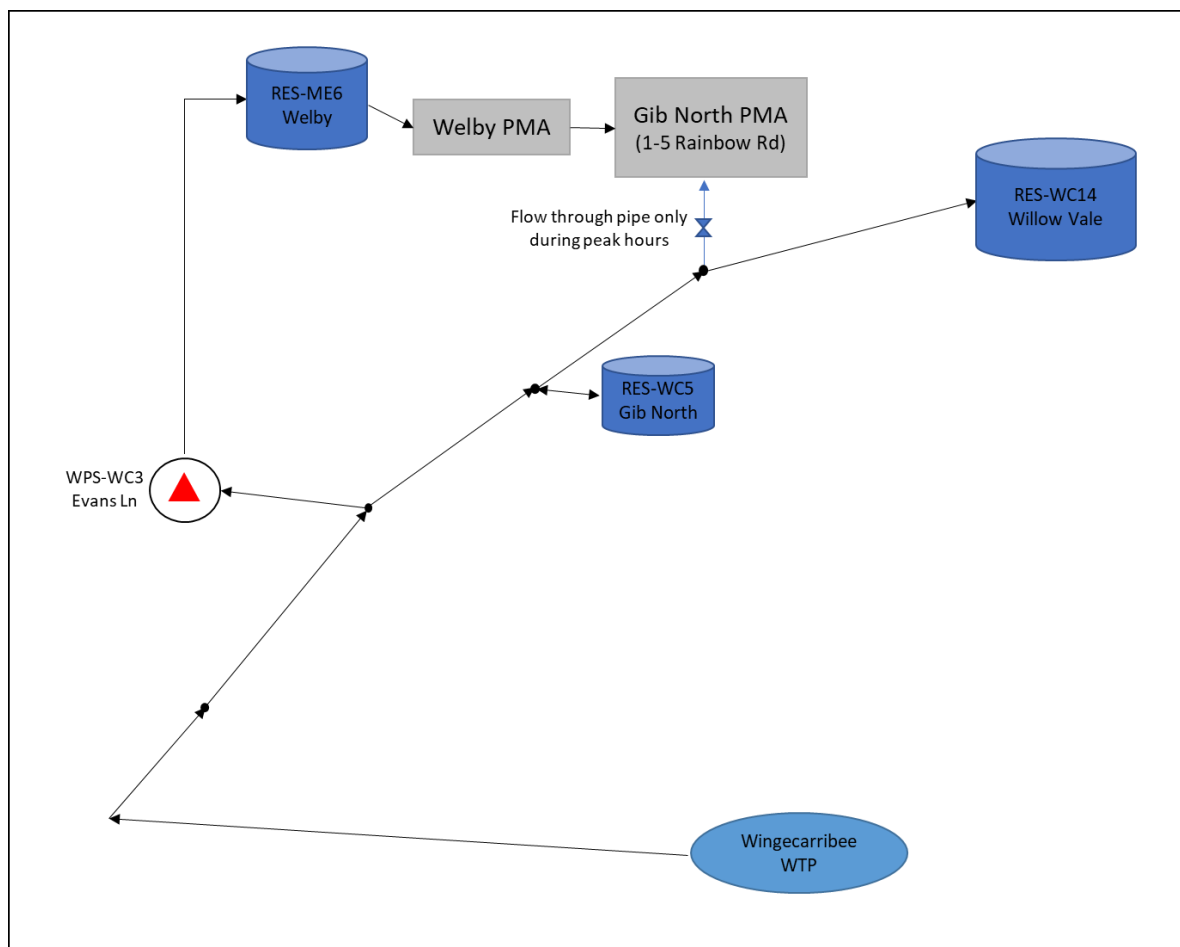 RES-ME6
Welby
Welby PMA
Gib North PMA
(1-5 Rainbow Rd)
RES-WC14
Willow Vale
Flow through pipe only
during peak hours
RES-WC5
Gib North
WPS-WC3
Evans Ln
Wingecarribee
WTP